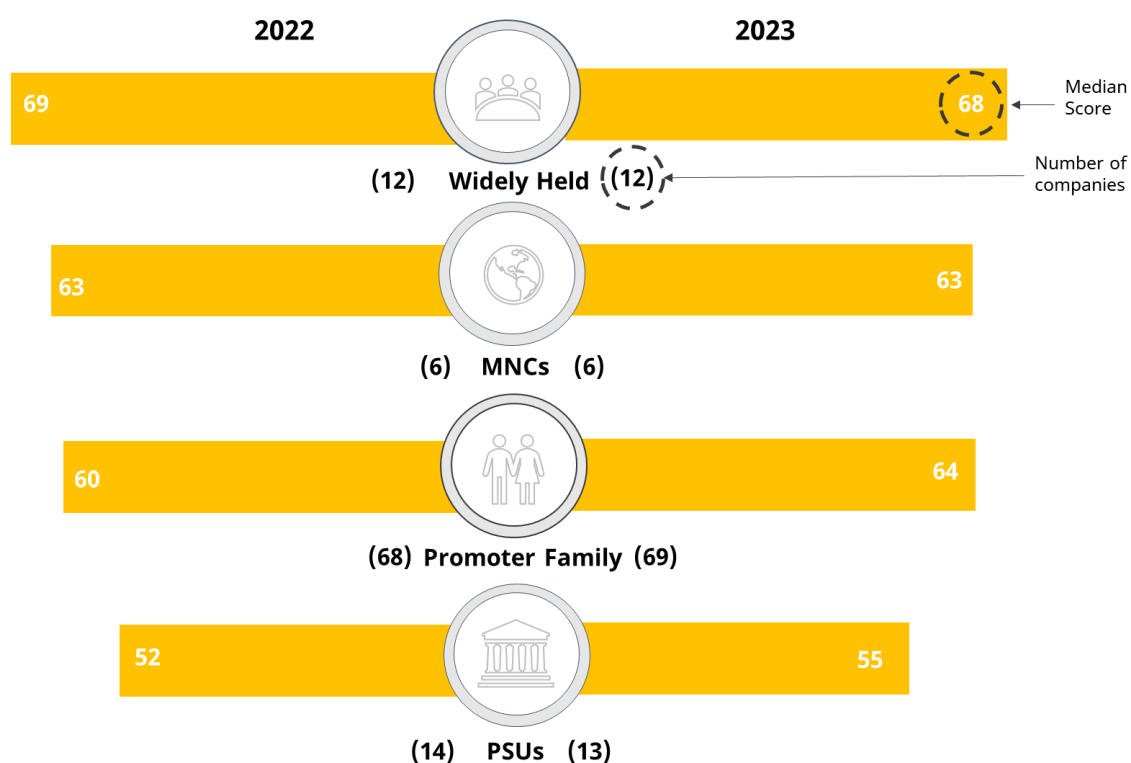 2022 2023
69 68 Median
Score
(12) Widely Held (12) Number of
companies
63 63
(6) MNCs (6)
60 64
(68) Promoter Family (69)
52 55
(14) PSUs (13)